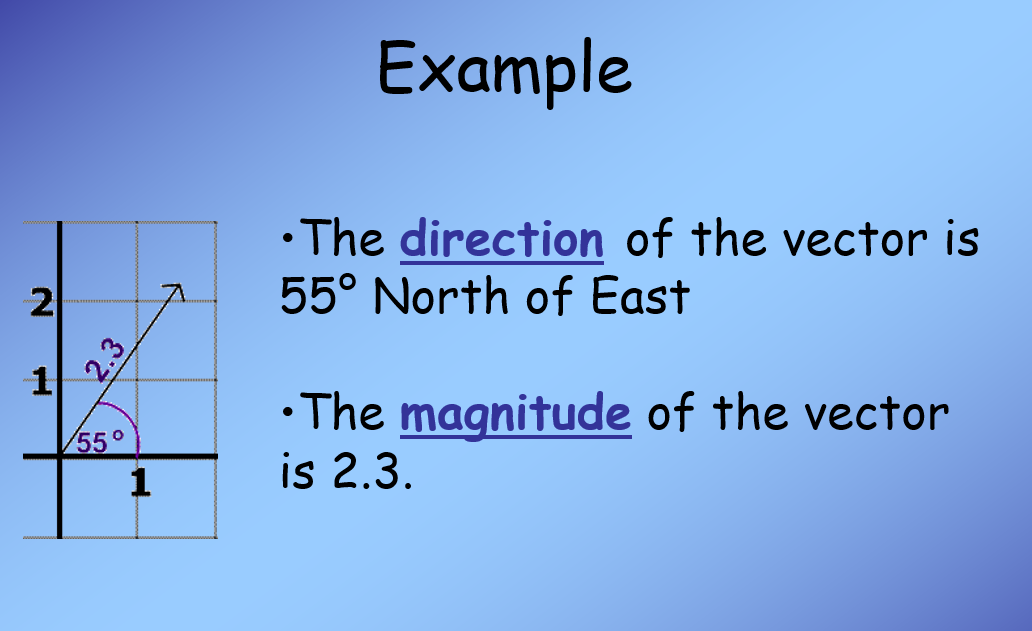 Example
•The direction of the vector is
55° North of East
•The magnitude of the vector
is 2.3.
2
1
2.3
55°
1